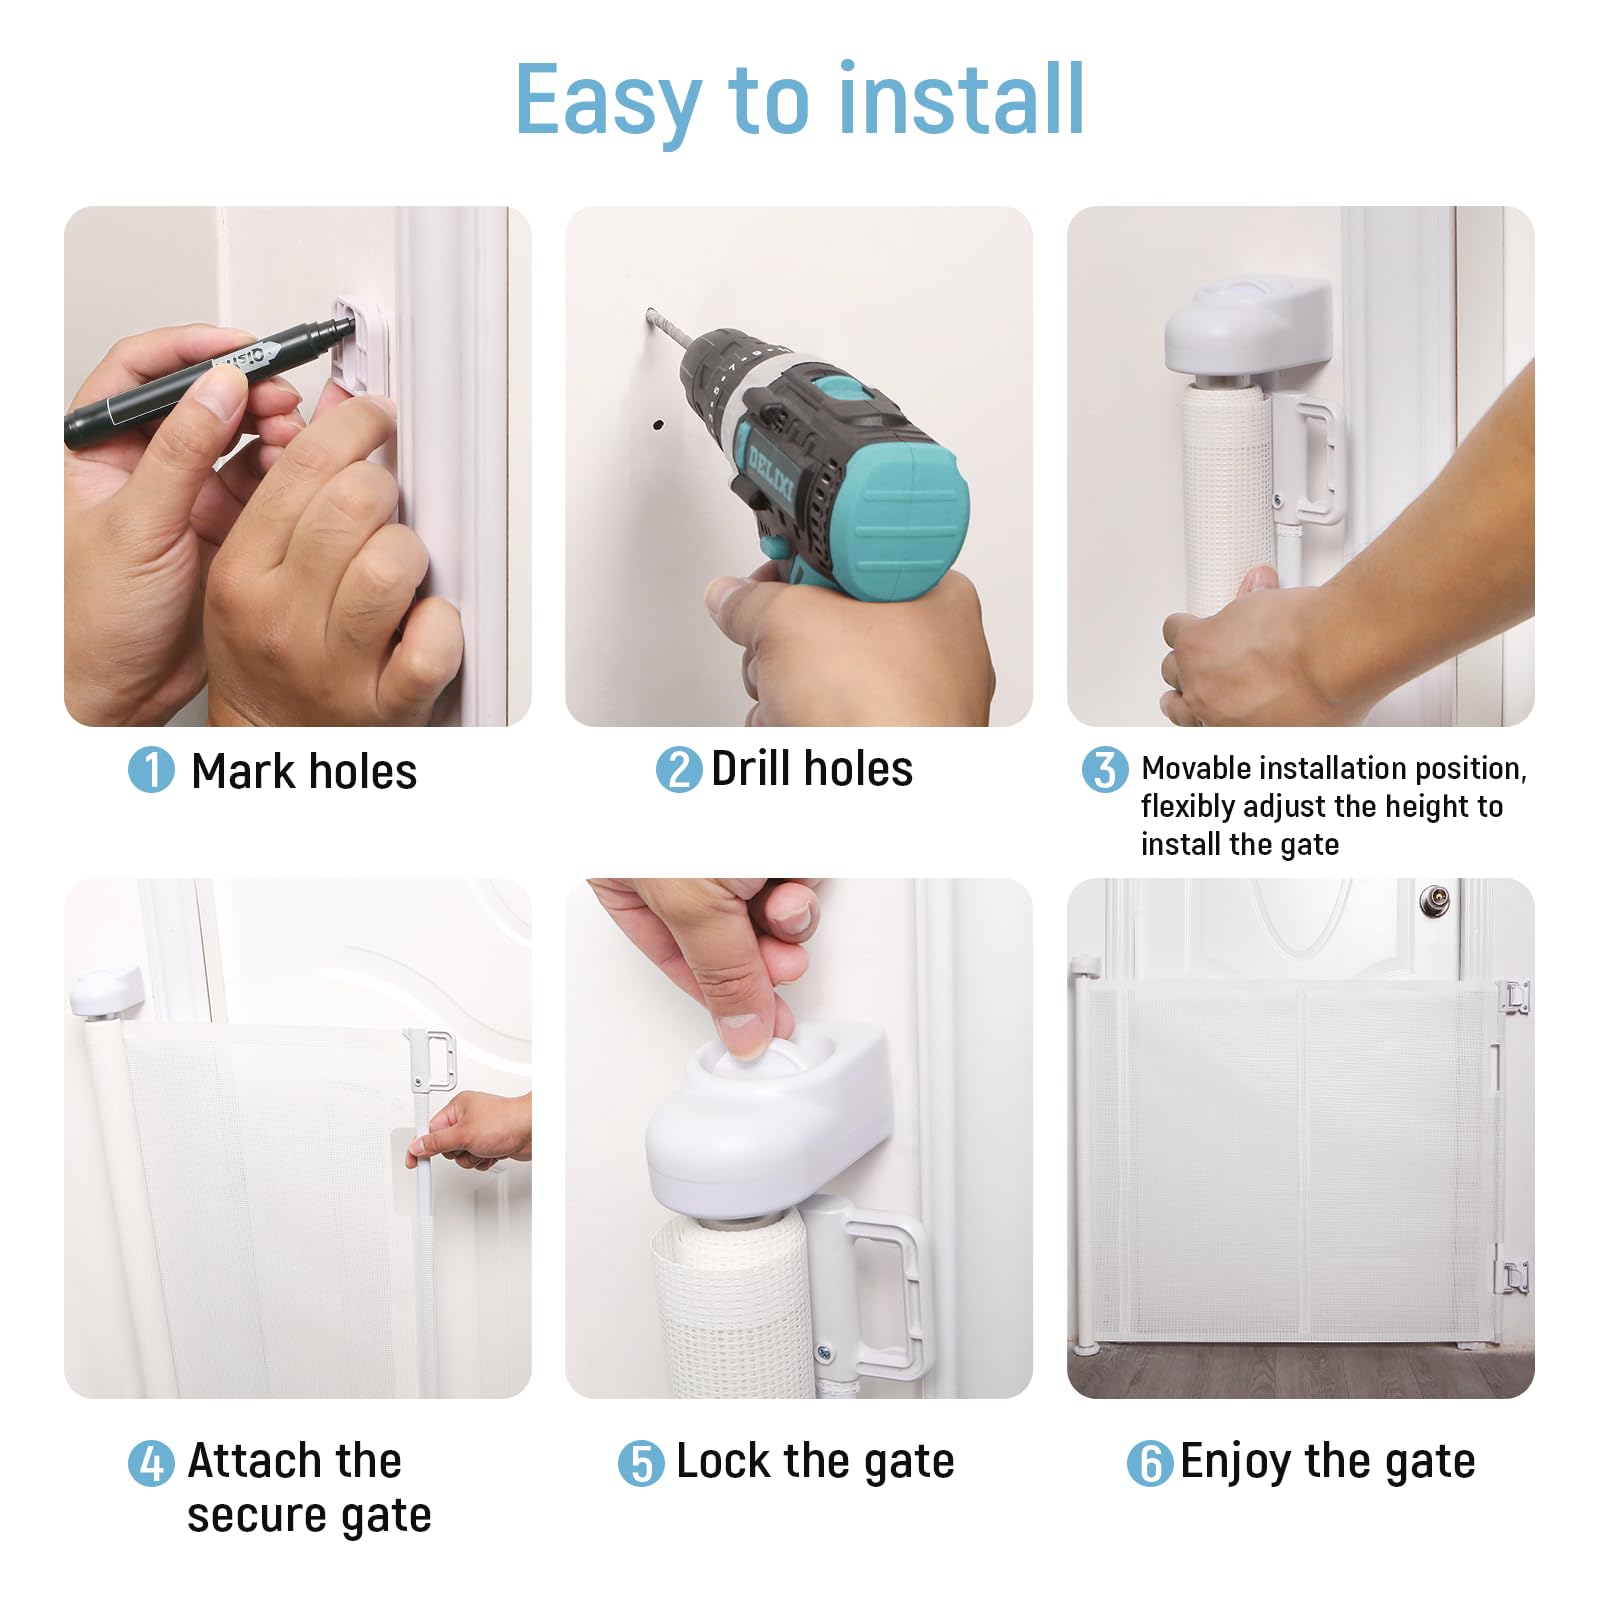 Easy to install
DELIXI
1 Mark holes
2 Drill holes
3 Movable installation position,
flexibly adjust the height to
install the gate
4 Attach the
secure gate
5 Lock the gate
6 Enjoy the gate